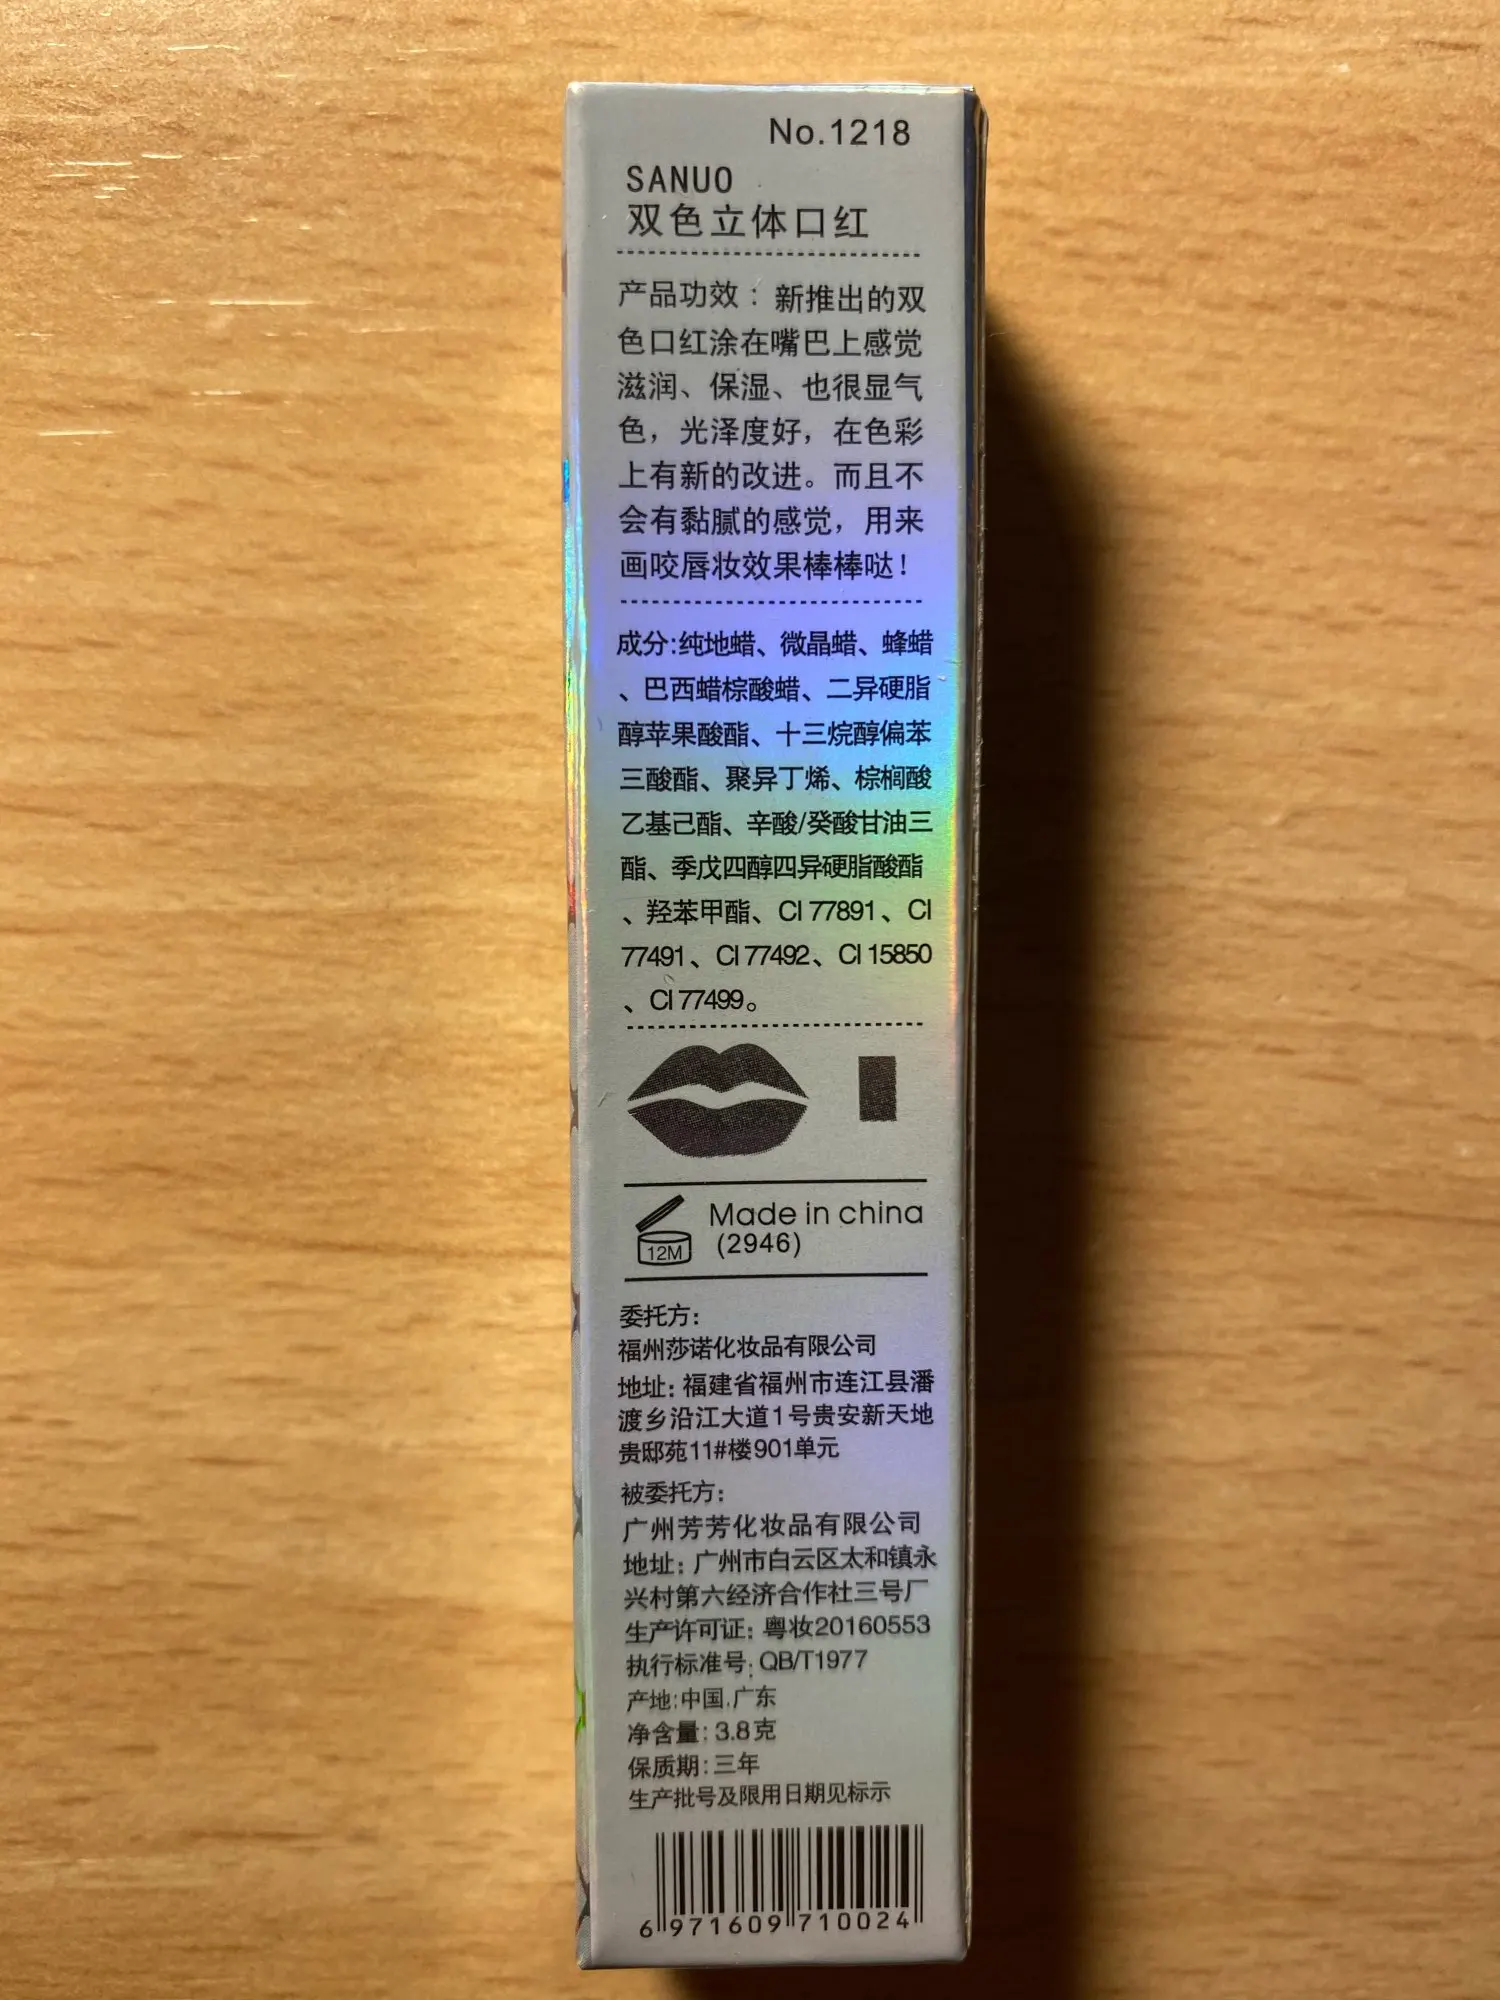 No.1218
SANUO
双色立体口红
产品功效：新推出的双
色口红涂在嘴巴上感觉
滋润、保湿、也很显气
色，光泽度好，在色彩
上有新的改进。而且不
会有黏腻的感觉，用来
画咬唇妆效果棒棒哒！
成分:纯地蜡、微晶蜡、蜂蜡
、巴西蜡棕酸蜡、二异硬脂
醇苹果酸酯、十三烷醇偏苯
三酸酯、聚异丁烯、棕榈酸
乙基己酯、辛酸/癸酸甘油三
酯、季戊四醇四异硬脂酸酯
、羟苯甲酯、CI 77891、CI
77491、CI 77492、CI 15850
、CI 77499。
Made in china
12M (2946)
委托方:
福州莎诺化妆品有限公司
地址: 福建省福州市连江县潘
渡乡沿江大道1号贵安新天地
贵邸苑11#楼901单元
被委托方:
广州芳芳化妆品有限公司
地址: 广州市白云区太和镇永
兴村第六经济合作社三号厂
生产许可证: 粤妆20160553
执行标准号: QB/T1977
产地:中国.广东
净含量: 3.8克
保质期:三年
生产批号及限用日期见标示
6 971609 710024